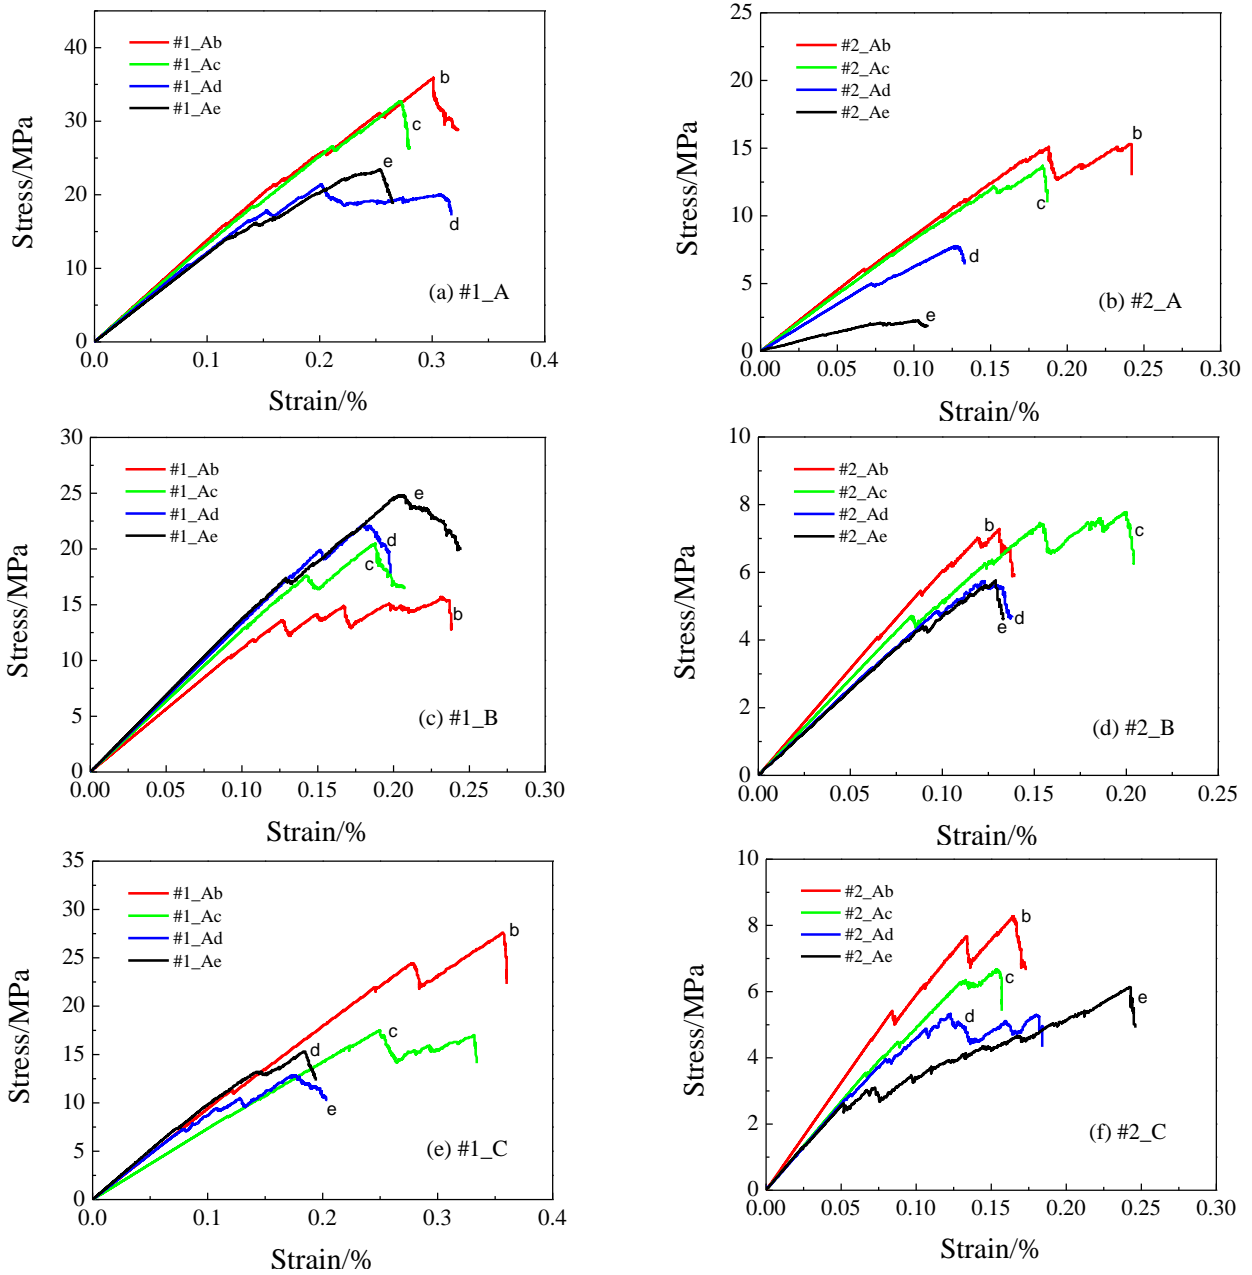 #1_Ab
#1_Ac
#1_Ad
#1_Ae
b
c
e
d
(a) #1_A
Stress/MPa
40
30
20
10
0
0.0 0.1 0.2 0.3 0.4
Strain/%
#2_Ab
#2_Ac
#2_Ad
#2_Ae
b
c
d
e
(b) #2_A
Stress/MPa
25
20
15
10
5
0
0.00 0.05 0.10 0.15 0.20 0.25 0.30
Strain/%
#1_Ab
#1_Ac
#1_Ad
#1_Ae
e
d
c
b
(c) #1_B
Stress/MPa
30
25
20
15
10
5
0
0.00 0.05 0.10 0.15 0.20 0.25 0.30
Strain/%
#2_Ab
#2_Ac
#2_Ad
#2_Ae
b
c
e
d
(d) #2_B
Stress/MPa
10
8
6
4
2
0
0.00 0.05 0.10 0.15 0.20 0.25
Strain/%
#1_Ab
#1_Ac
#1_Ad
#1_Ae
b
c
d
e
(e) #1_C
Stress/MPa
35
30
25
20
15
10
5
0
0.0 0.1 0.2 0.3 0.4
Strain/%
#2_Ab
#2_Ac
#2_Ad
#2_Ae
b
c
d
e
(f) #2_C
Stress/MPa
10
8
6
4
2
0
0.00 0.05 0.10 0.15 0.20 0.25 0.30
Strain/%